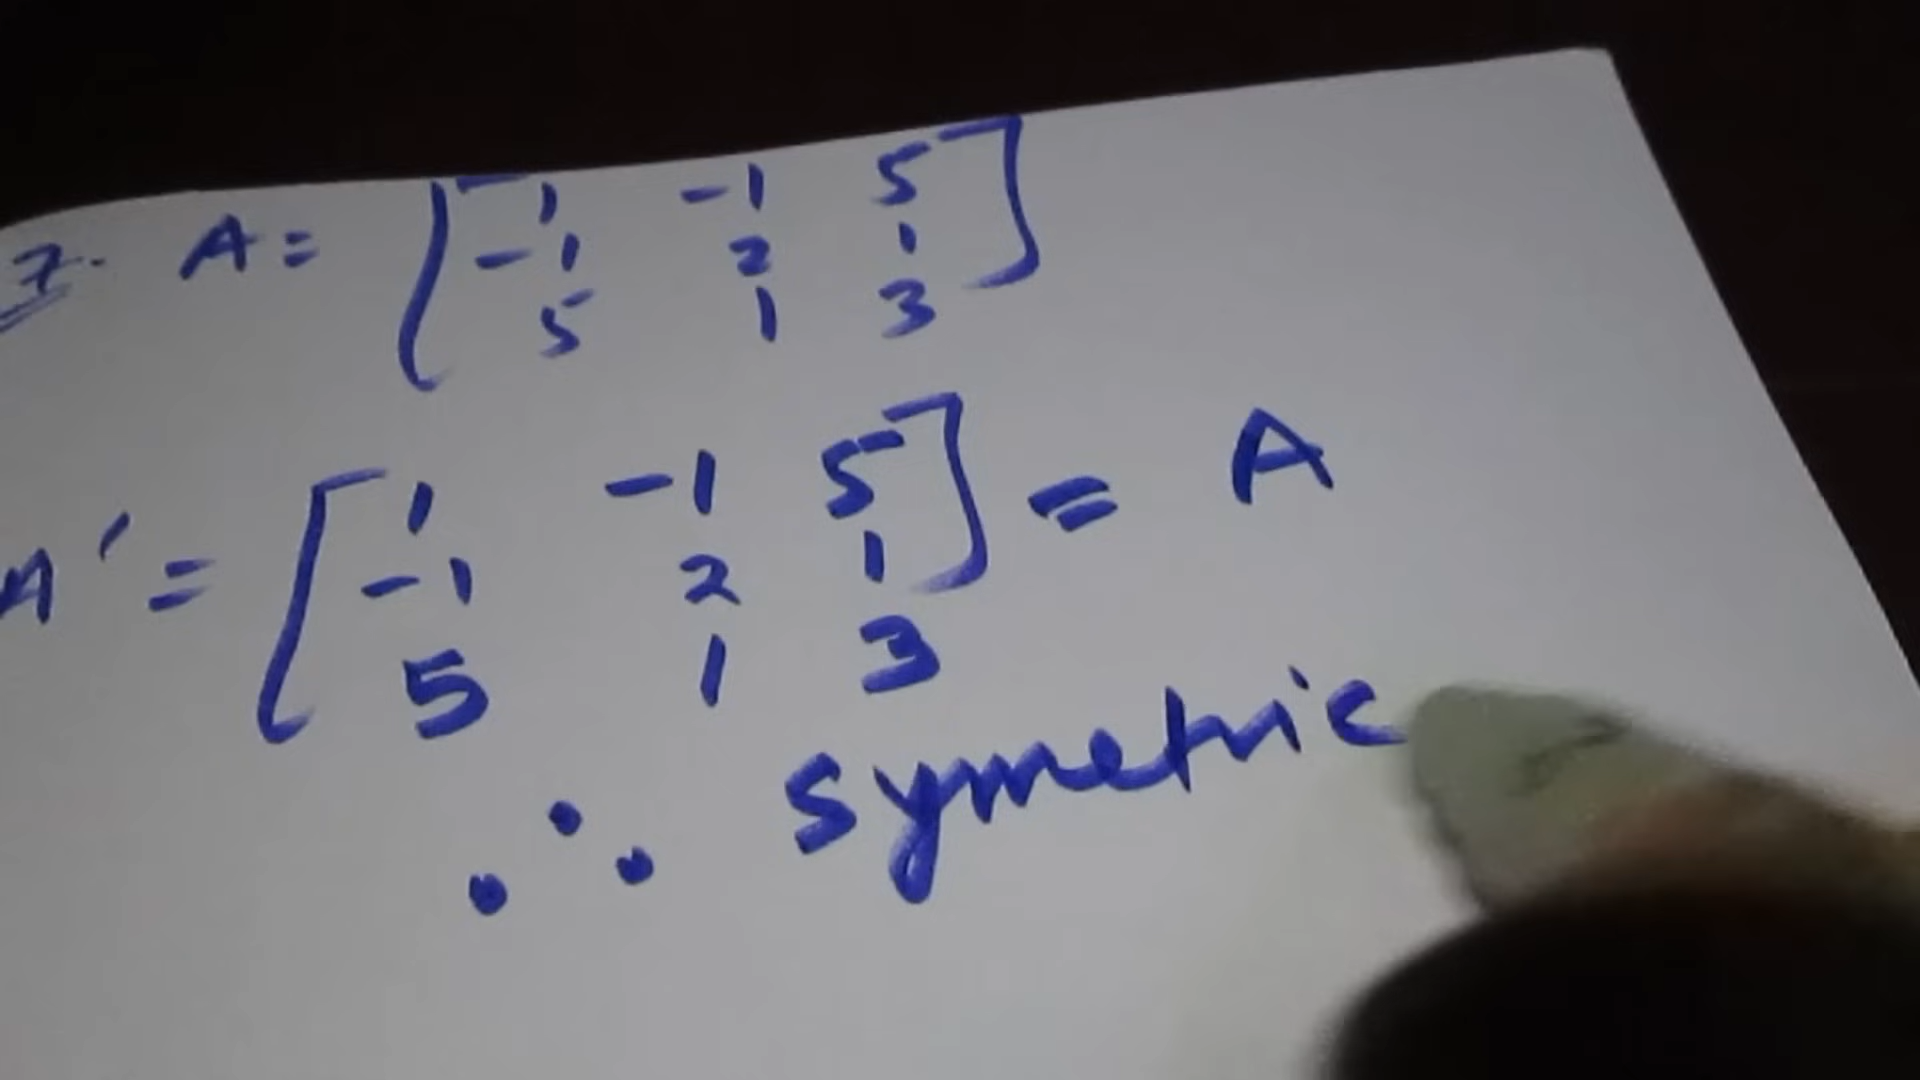 7. A = [ 1 -1 5 ]
-1 2 1
5 1 3
A' = [ 1 -1 5 ] = A
-1 2 1
5 1 3
∴ symetric